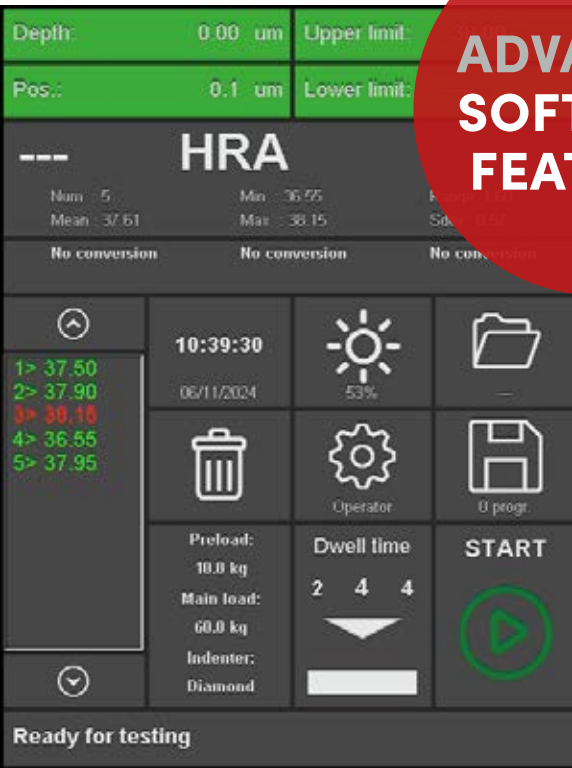 Depth: 0.00 um Upper limit:
Pos.: 0.1 um Lower limit:
ADVA
SOFT
FEAT
--- HRA
Num : 5 Min : 36.55
Mean : 37.61 Max : 38.15
No conversion No conversion No conversion
1> 37.50
2> 37.90
3> 38.15
4> 36.55
5> 37.95
10:39:30
06/11/2024
53%
---
Operator
0 progr.
Preload:
10.0 kg
Main load:
60.0 kg
Indenter:
Diamond
Dwell time
2 4 4
START
Ready for testing